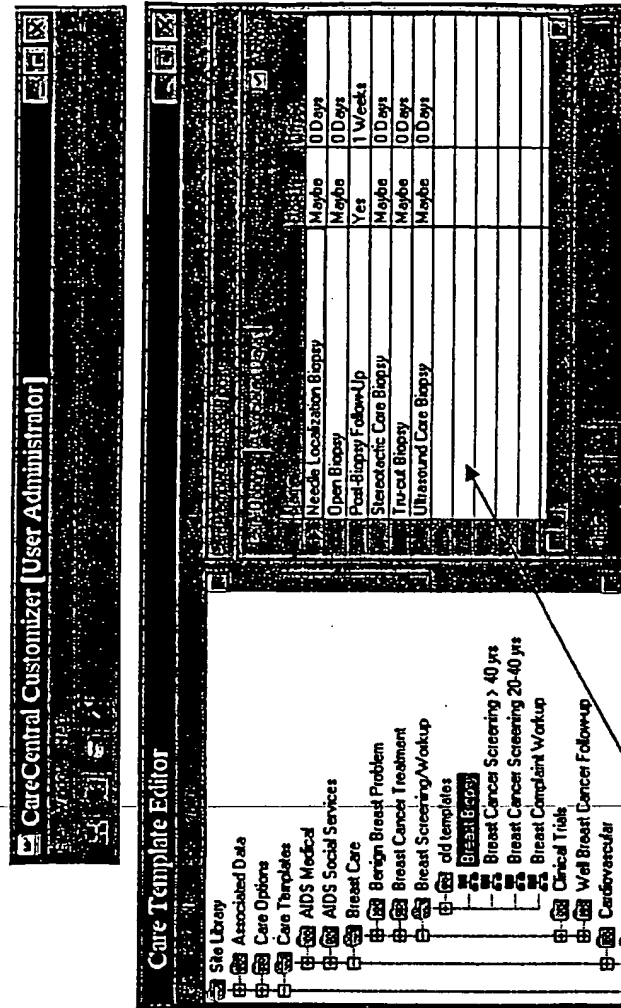 CareCentral Customizer [User Administrator]
Care Template Editor
Site Library
Associated Data
Care Options
Care Templates
AIDS Medical
AIDS Social Services
Breast Care
Benign Breast Problem
Breast Cancer Treatment
Breast Screening/Workup
old templates
Breast Biopsy
Breast Cancer Screening > 40 yrs
Breast Cancer Screening 20-40 yrs
Breast Complaint Workup
Clinical Trials
Well Breast Cancer Follow-up
Cardiovascular
Needle Localization Biopsy Maybe 0 Days
Open Biopsy Maybe 0 Days
Post-Biopsy Follow-Up Yes 1 Weeks
Stereotactic Core Biopsy Maybe 0 Days
Tru-cut Biopsy Maybe 0 Days
Ultrasound Core Biopsy Maybe 0 Days